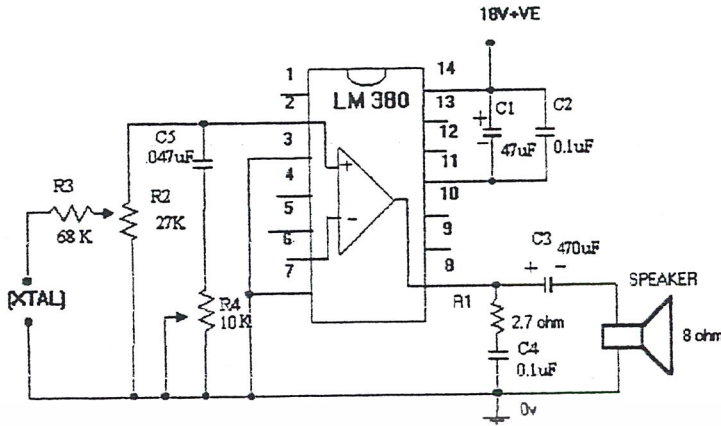 18V+VE
1
14
2
LM 380
13
C1
C2
+
-
47uF
0.1uF
C5
.047uF
3
12
4
11
R3
68 K
R2
27K
+
-
5
10
6
9
7
8
C3
470uF
+ -
[XTAL]
R4
10K
R1
2.7 ohm
C4
0.1uF
SPEAKER
8 ohm
0v